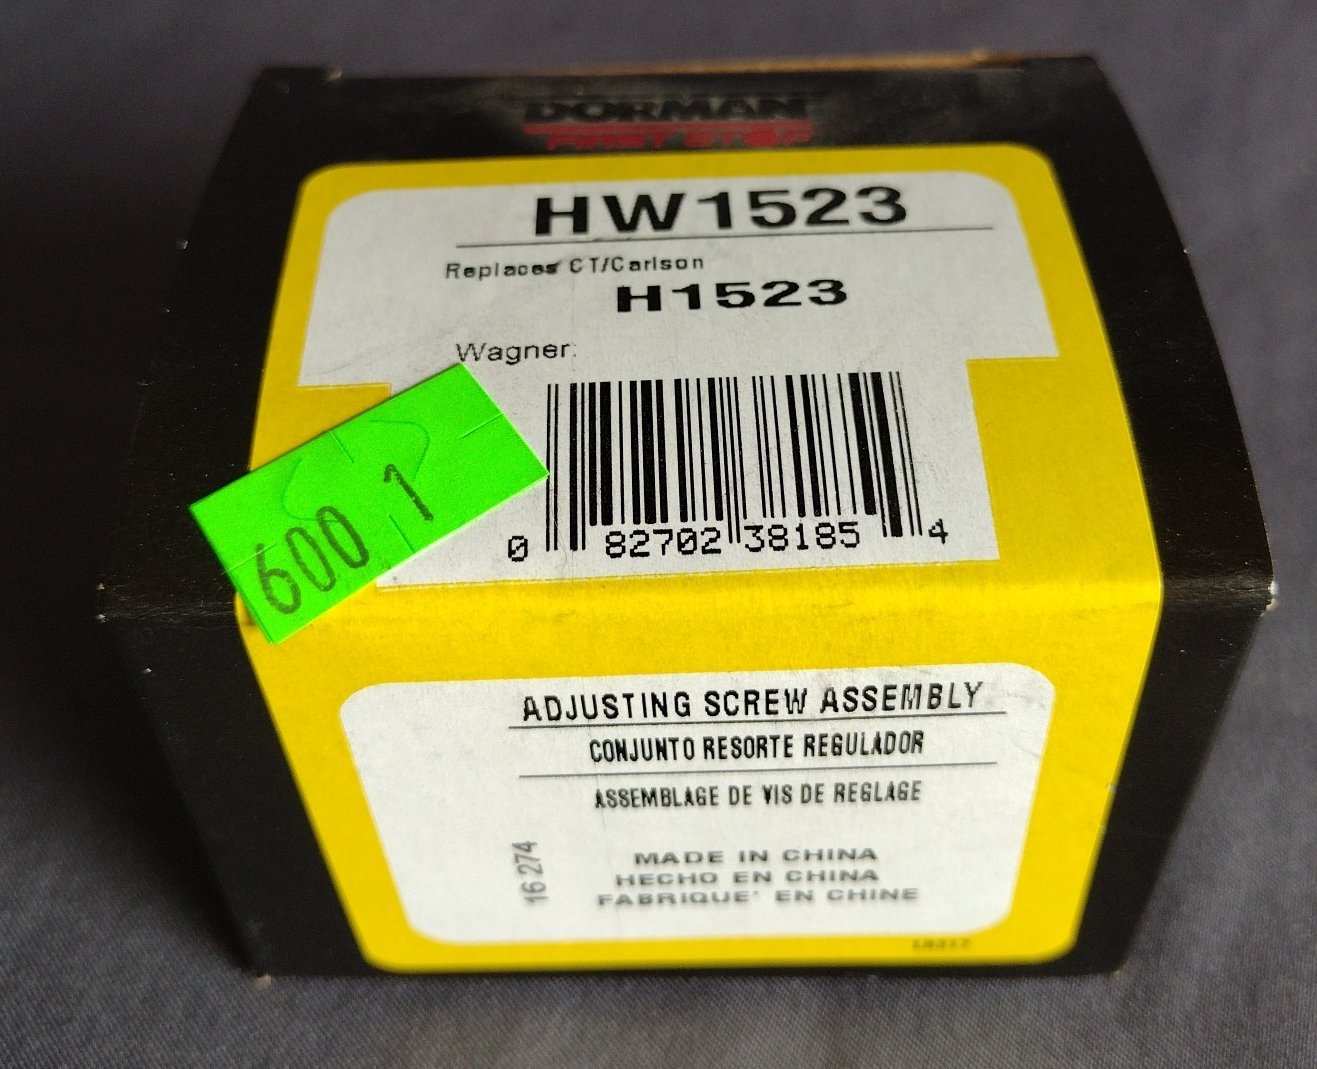 DORMAN
FIRST STOP
HW1523
Replaces CT/Carlson
H1523
Wagner:
600 1
0 82702 38185 4
ADJUSTING SCREW ASSEMBLY
CONJUNTO RESORTE REGULADOR
ASSEMBLAGE DE VIS DE REGLAGE
16 274
MADE IN CHINA
HECHO EN CHINA
FABRIQUE' EN CHINE